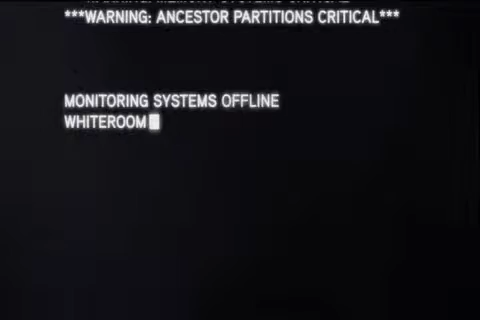 ***WARNING: ANCESTOR PARTITIONS CRITICAL***
MONITORING SYSTEMS OFFLINE
WHITEROOM